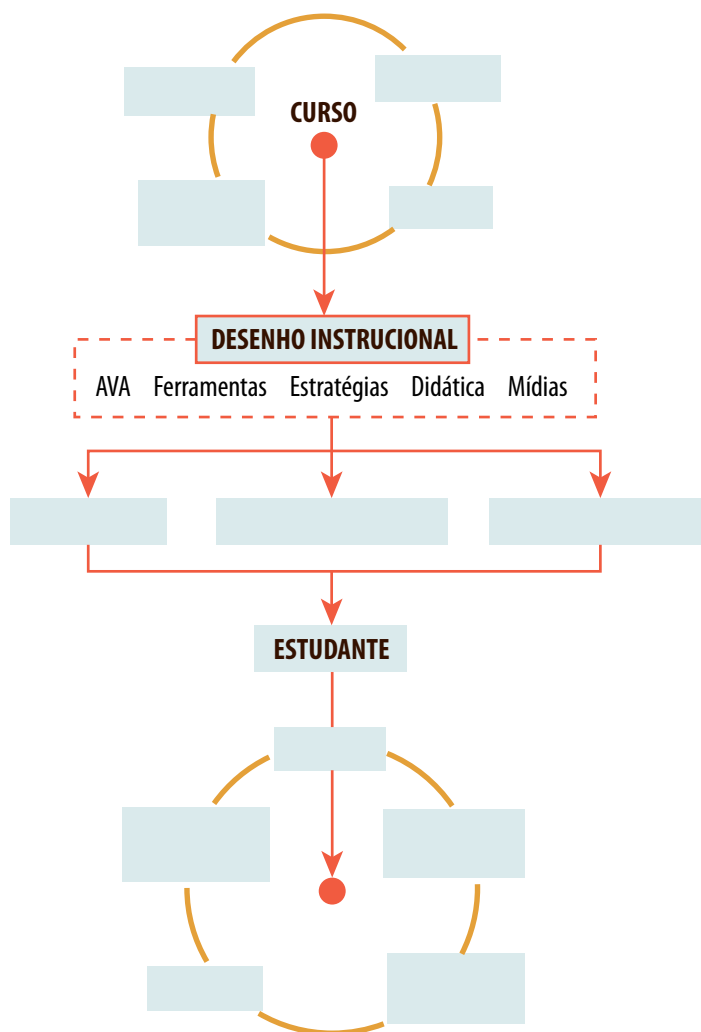 CURSO
DESENHO INSTRUCIONAL
AVA Ferramentas Estratégias Didática Mídias
ESTUDANTE